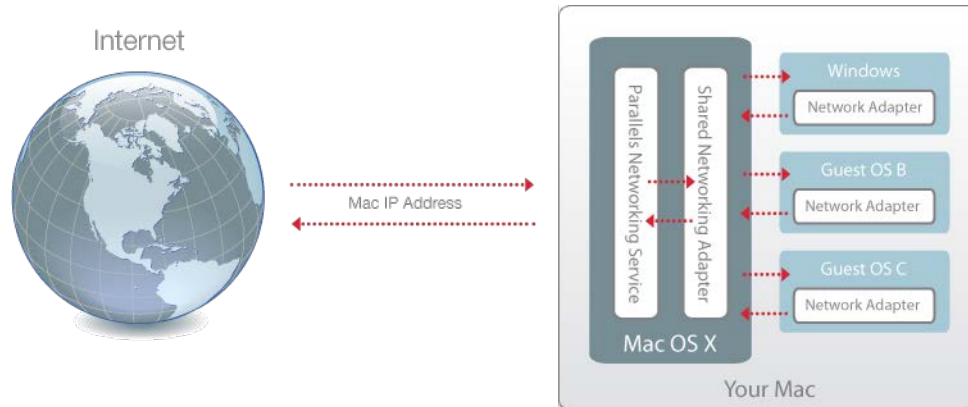 Internet
Mac IP Address
Parallels Networking Service
Shared Networking Adapter
Mac OS X
Windows
Network Adapter
Guest OS B
Network Adapter
Guest OS C
Network Adapter
Your Mac